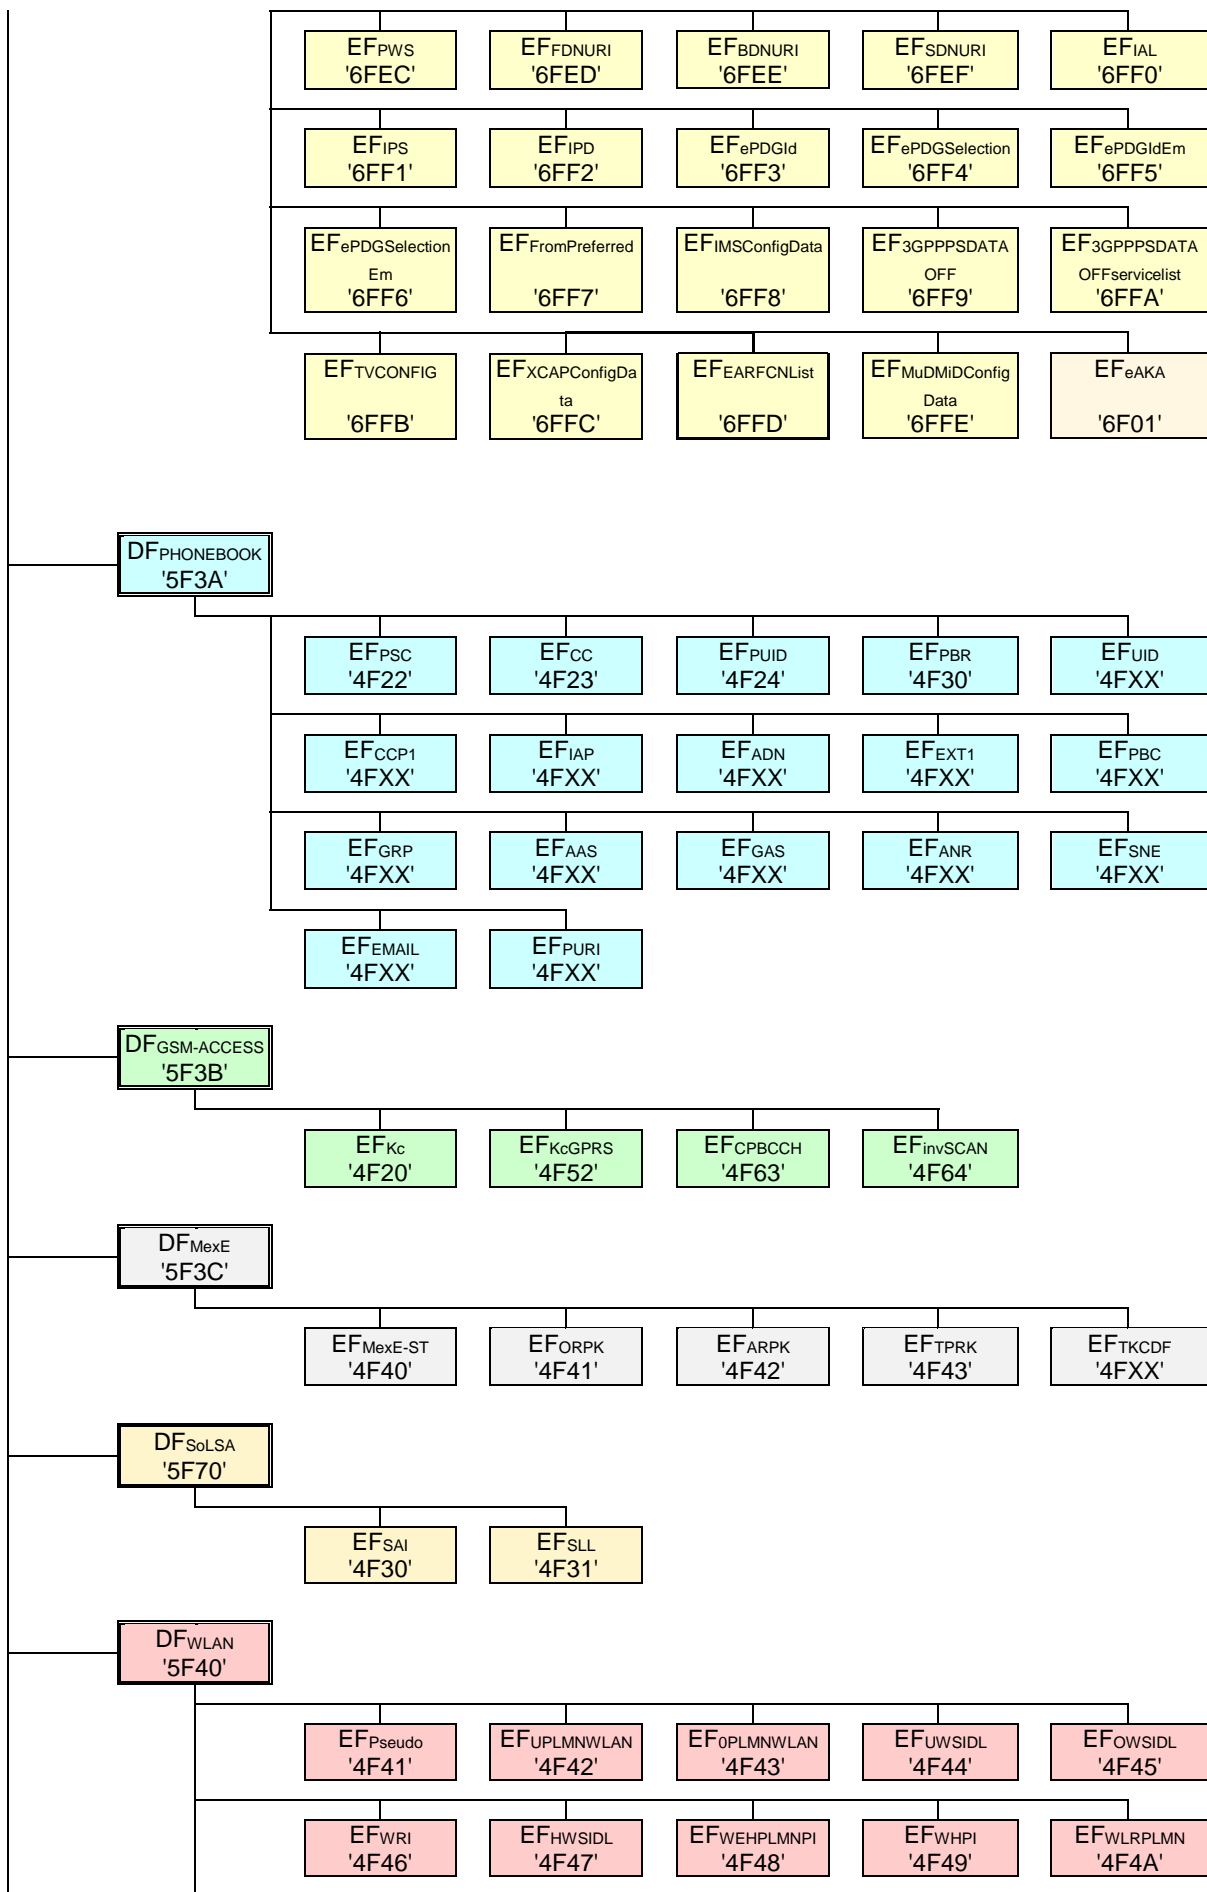 EFPWS EFFDNURI EFBDNURI EFSDNURI EFIAL
'6FEC' '6FED' '6FEE' '6FEF' '6FF0'
EFIPS EFIPD EFePDGId EFePDGSelection EFePDGIdEm
'6FF1' '6FF2' '6FF3' '6FF4' '6FF5'
EFePDGSelection EFFromPreferred EFIMSConfigData EF3GPPPSDATA EF3GPPPSDATA
Em OFF OFFservicelist
'6FF6' '6FF7' '6FF8' '6FF9' '6FFA'
EFTVCONFIG EFXCAPConfigDa EFEARFCNList EFMuDMiDConfig EFeAKA
ta Data
'6FFB' '6FFC' '6FFD' '6FFE' '6F01'
DFPHONEBOOK
'5F3A'
EFPSC EFCC EFPUID EFPBR EFUID
'4F22' '4F23' '4F24' '4F30' '4FXX'
EFCCP1 EFIAP EFADN EFEXT1 EFPBC
'4FXX' '4FXX' '4FXX' '4FXX' '4FXX'
EFGRP EFAAS EFGAS EFANR EFSNE
'4FXX' '4FXX' '4FXX' '4FXX' '4FXX'
EFEMAIL EFPURI
'4FXX' '4FXX'
DFGSM-ACCESS
'5F3B'
EFKc EFKcGPRS EFCPBCCH EFinvSCAN
'4F20' '4F52' '4F63' '4F64'
DFMexE
'5F3C'
EFMexE-ST EFORPK EFARPK EFTPRK EFTKCDF
'4F40' '4F41' '4F42' '4F43' '4FXX'
DFSoLSA
'5F70'
EFSAI EFSLL
'4F30' '4F31'
DFWLAN
'5F40'
EFPseudo EFUPLMNWLAN EF0PLMNWLAN EFUWSIDL EFOWSIDL
'4F41' '4F42' '4F43' '4F44' '4F45'
EFWRI EFHWSIDL EFWEHPLMNPI EFWHPI EFWLRPLMN
'4F46' '4F47' '4F48' '4F49' '4F4A'